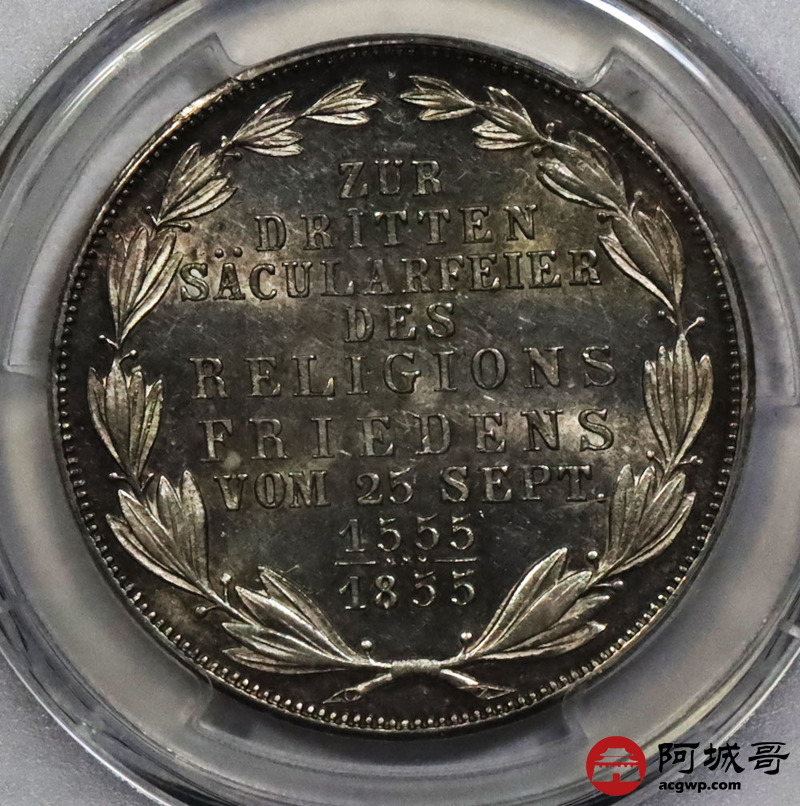 ZUR
DRITTEN
SÄCULARFEIER
DES
RELIGIONS
FRIEDENS
VOM 25 SEPT.
1555
1855
阿城哥
acgwp.com